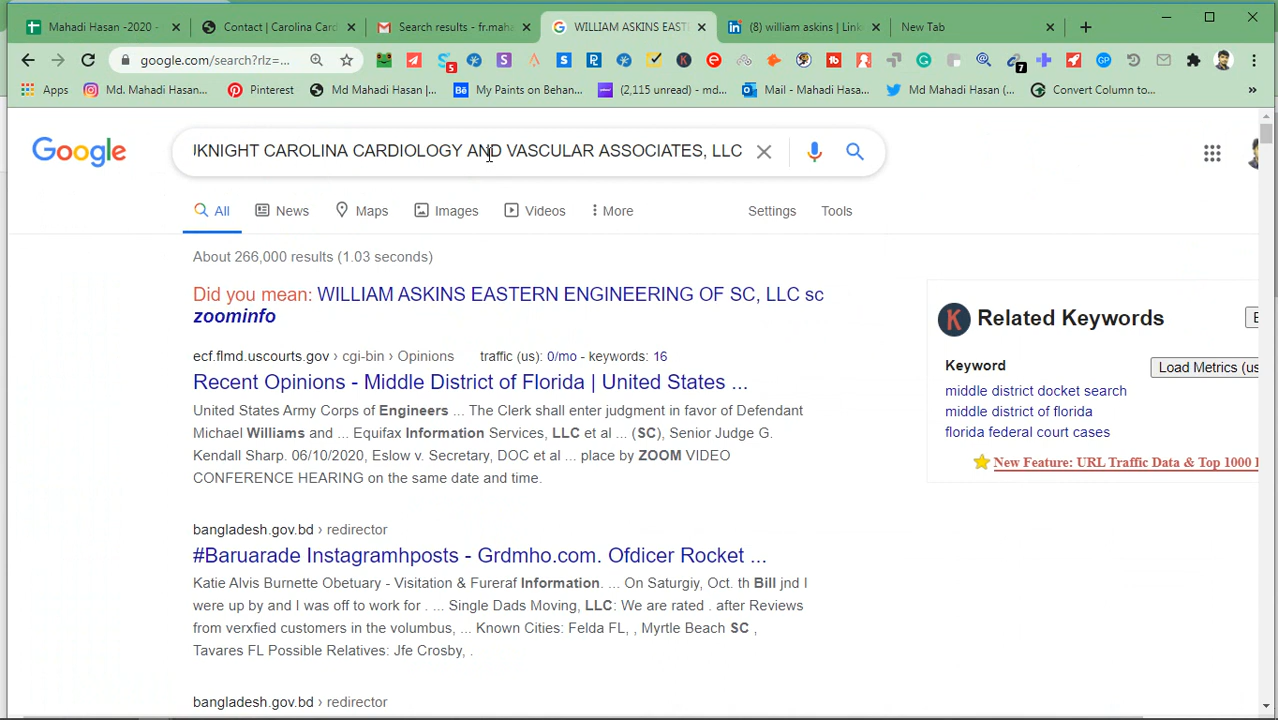 Mahadi Hasan -2020 -
Contact | Carolina Card
Search results - fr.maha
WILLIAM ASKINS EASTE
(8) william askins | Link
New Tab
google.com/search?rlz=...
5
7
Apps
Md. Mahadi Hasan...
Pinterest
Md Mahadi Hasan |...
My Paints on Behan...
(2,115 unread) - md...
Mail - Mahadi Hasa...
Md Mahadi Hasan (...
Convert Column to...
»
Google
KNIGHT CAROLINA CARDIOLOGY AND VASCULAR ASSOCIATES, LLC
All
News
Maps
Images
Videos
More
Settings
Tools
About 266,000 results (1.03 seconds)
Did you mean: WILLIAM ASKINS EASTERN ENGINEERING OF SC, LLC sc
zoominfo
ecf.flmd.uscourts.gov › cgi-bin › Opinions traffic (us): 0/mo - keywords: 16
Recent Opinions - Middle District of Florida | United States ...
United States Army Corps of Engineers ... The Clerk shall enter judgment in favor of Defendant
Michael Williams and ... Equifax Information Services, LLC et al ... (SC), Senior Judge G.
Kendall Sharp. 06/10/2020, Eslow v. Secretary, DOC et al ... place by ZOOM VIDEO
CONFERENCE HEARING on the same date and time.
bangladesh.gov.bd › redirector
#Baruarade Instagramhposts - Grdmho.com. Ofdicer Rocket ...
Katie Alvis Burnette Obetuary - Visitation & Fureraf Information. ... On Saturgiy, Oct. th Bill jnd I
were up by and I was off to work for . ... Single Dads Moving, LLC: We are rated . after Reviews
from verxfied customers in the volumbus, ... Known Cities: Felda FL, , Myrtle Beach SC ,
Tavares FL Possible Relatives: Jfe Crosby, .
bangladesh.gov.bd › redirector
K Related Keywords
Keyword
Load Metrics (us
middle district docket search
middle district of florida
florida federal court cases
New Feature: URL Traffic Data & Top 1000